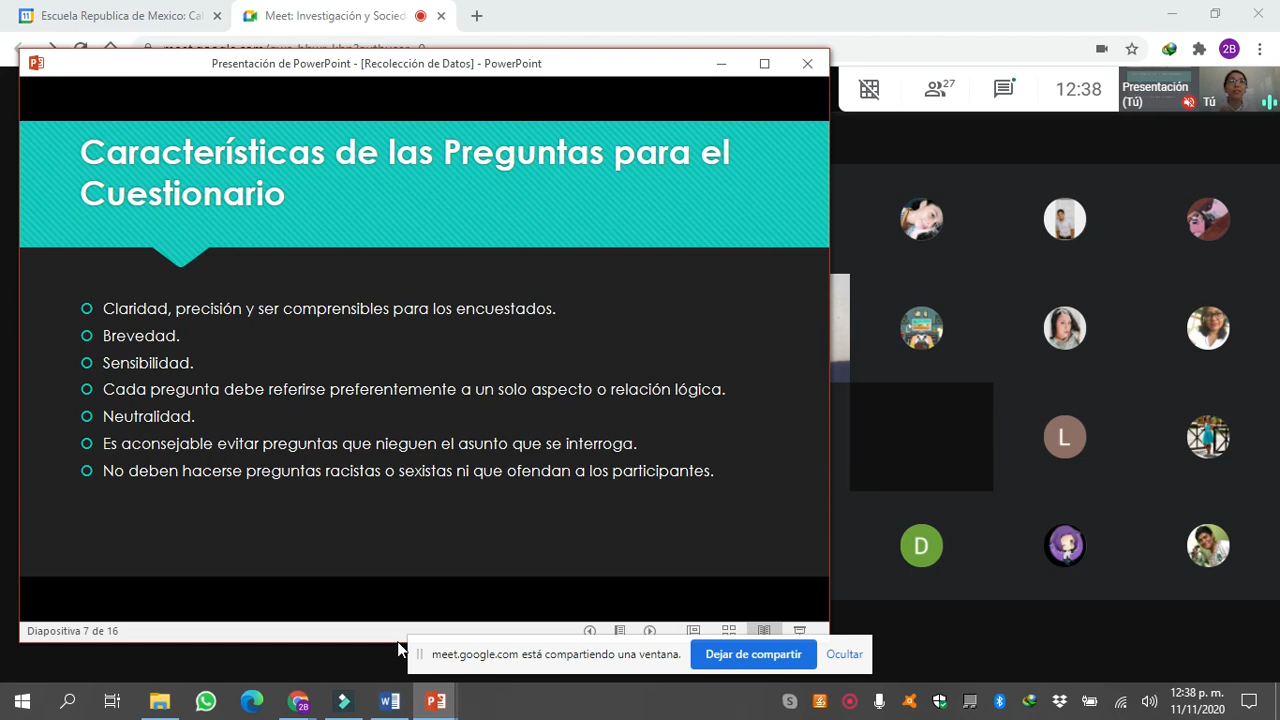 Escuela Republica de Mexico: Cal
Meet: Investigación y Socied
2B
Presentación de PowerPoint - [Recolección de Datos] - PowerPoint
27
12:38
Presentación (Tú)
Tú
Características de las Preguntas para el
Cuestionario
Claridad, precisión y ser comprensibles para los encuestados.
Brevedad.
Sensibilidad.
Cada pregunta debe referirse preferentemente a un solo aspecto o relación lógica.
Neutralidad.
Es aconsejable evitar preguntas que nieguen el asunto que se interroga.
No deben hacerse preguntas racistas o sexistas ni que ofendan a los participantes.
L
D
Diapositiva 7 de 16
meet.google.com está compartiendo una ventana.
Dejar de compartir
Ocultar
12:38 p. m.
11/11/2020